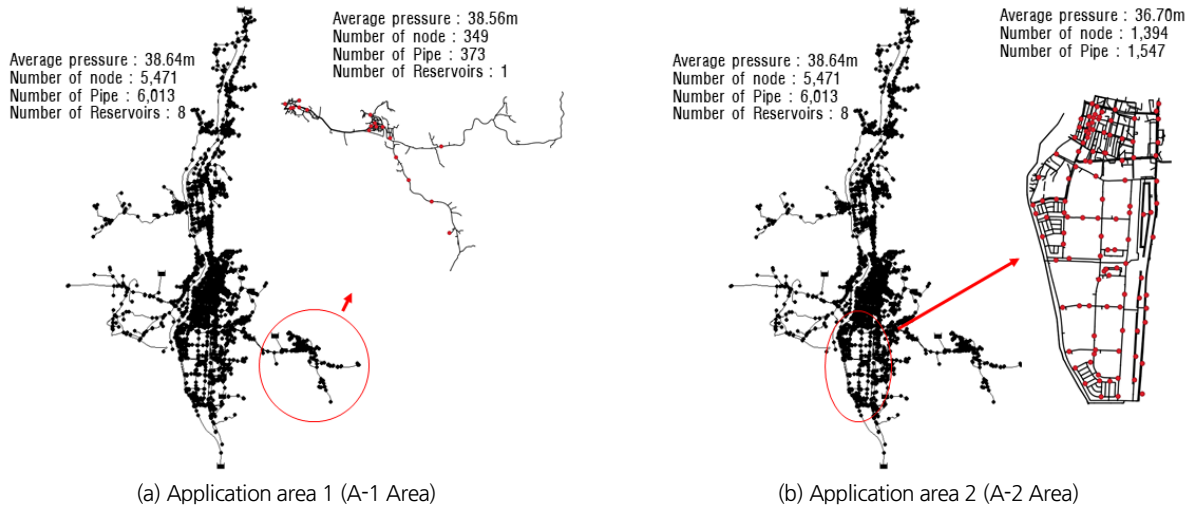 Average pressure : 38.64m
Number of node : 5,471
Number of Pipe : 6,013
Number of Reservoirs : 8
Average pressure : 38.56m
Number of node : 349
Number of Pipe : 373
Number of Reservoirs : 1
(a) Application area 1 (A-1 Area)
Average pressure : 38.64m
Number of node : 5,471
Number of Pipe : 6,013
Number of Reservoirs : 8
Average pressure : 36.70m
Number of node : 1,394
Number of Pipe : 1,547
(b) Application area 2 (A-2 Area)